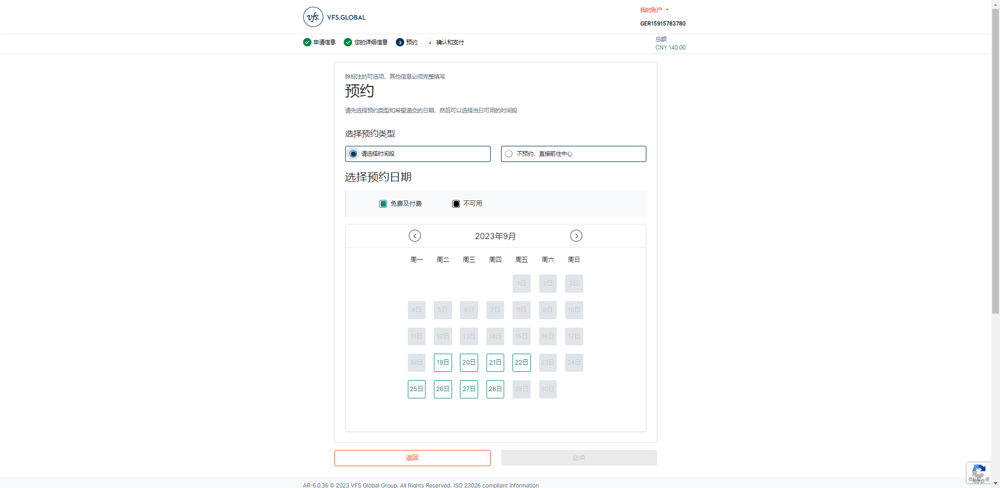 vfs. VFS.GLOBAL
我的账户
GER15915783780
申请信息 您的详细信息 3 预约 4 确认和支付
总额
CNY 140.00
除标注的可选项，其他信息必须完整填写
预约
请先选择预约类型和希望递交的日期，然后可以选择当日可用的时间段
选择预约类型
请选择时间段 不预约，直接前往中心
选择预约日期
免费及付费 不可用
2023年9月
周一 周二 周三 周四 周五 周六 周日
1日 2日 3日
4日 5日 6日 7日 8日 9日 10日
11日 12日 13日 14日 15日 16日 17日
18日 19日 20日 21日 22日 23日 24日
25日 26日 27日 28日 29日 30日
返回 继续
AR-6.0.36 © 2023 VFS Global Group. All Rights Reserved. ISO 23026 compliant information